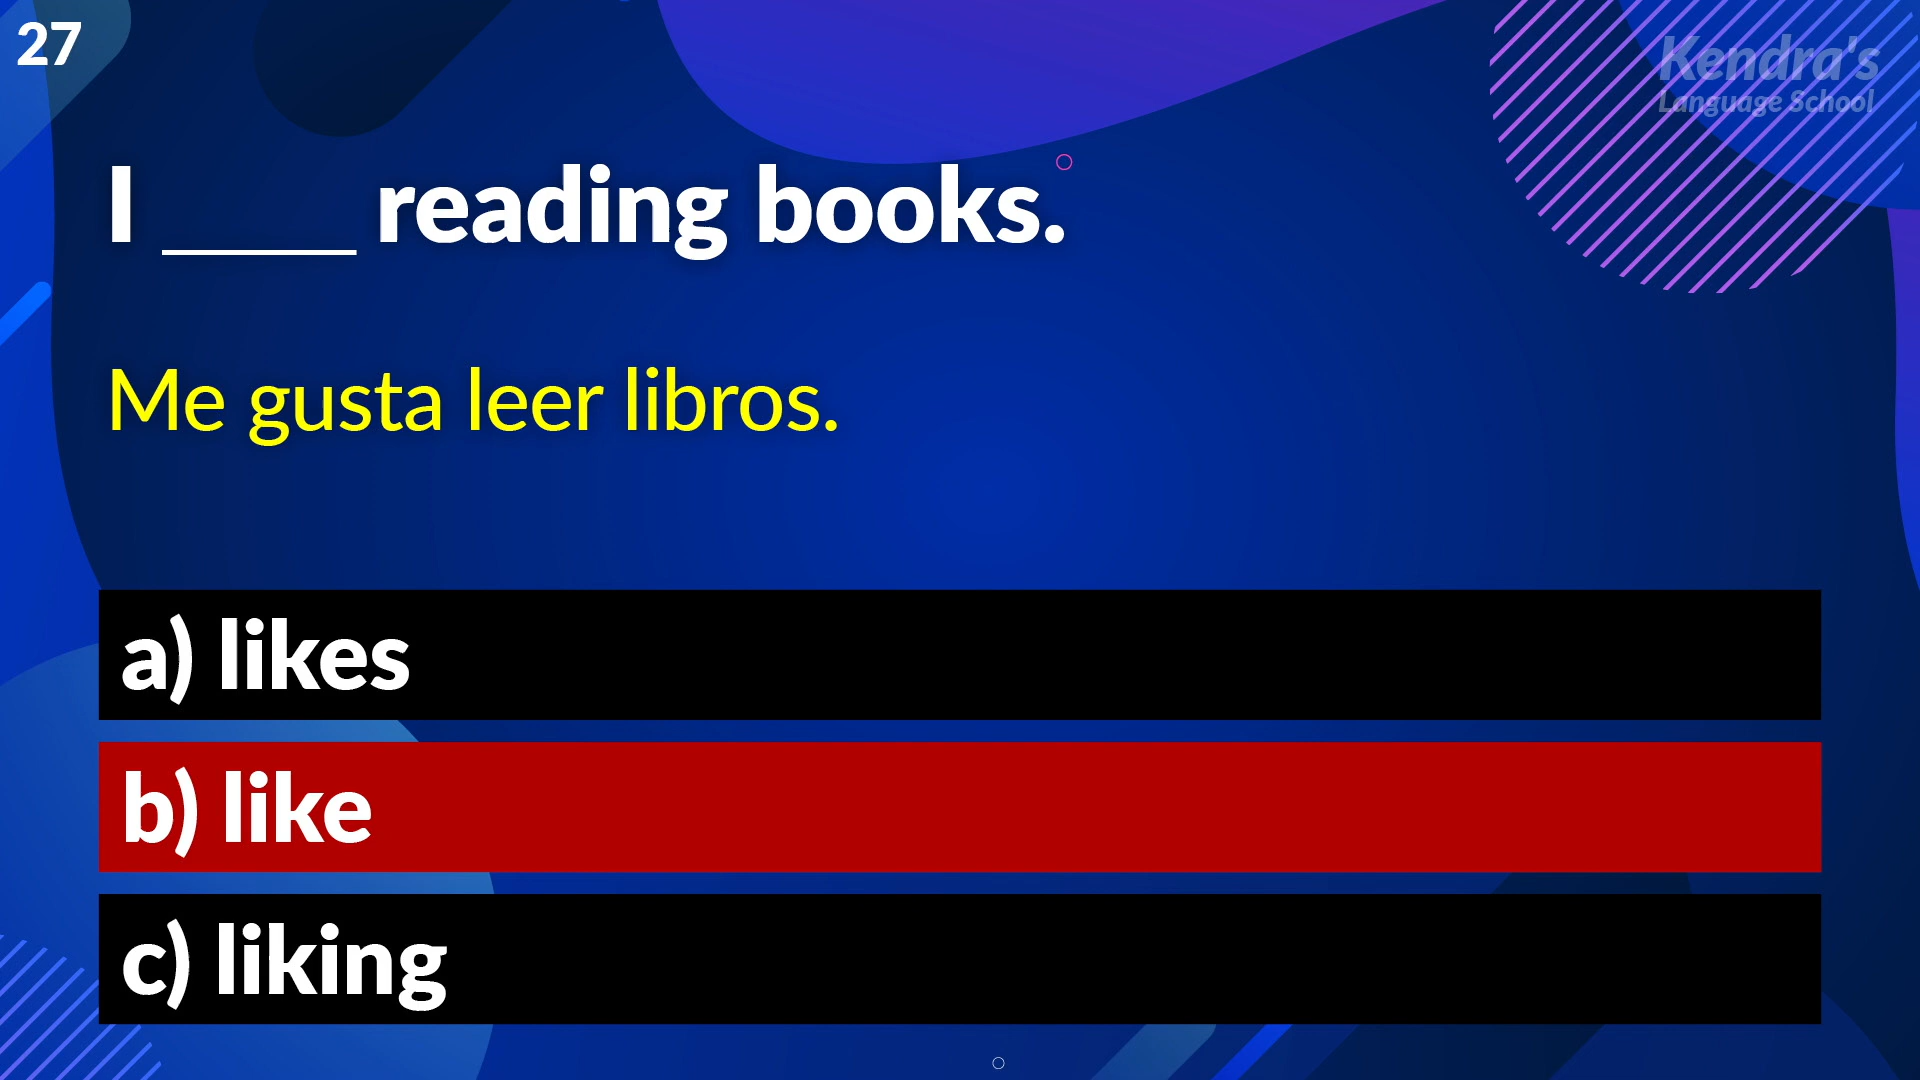 27
Kendra's
Language School
I ____ reading books.
Me gusta leer libros.
a) likes
b) like
c) liking